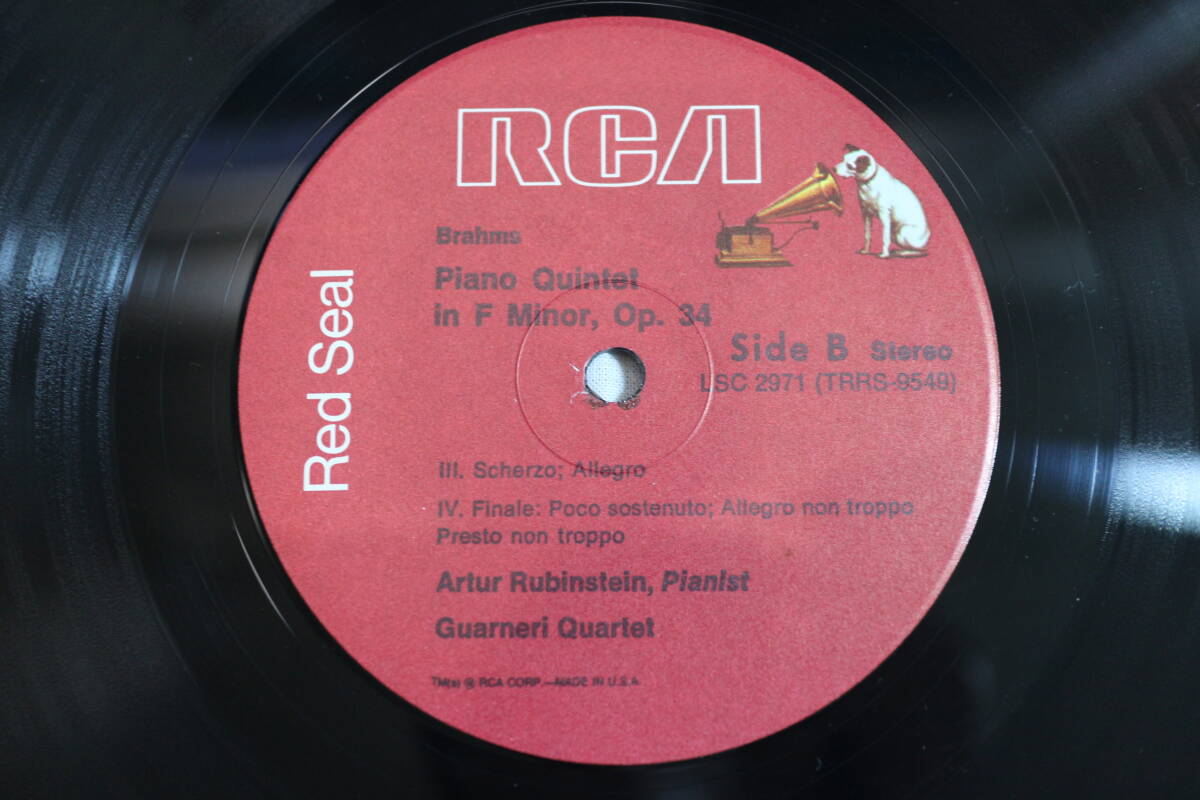 RCA
Red Seal
Brahms
Piano Quintet
in F Minor, Op. 34
Side B Stereo
LSC 2971 (TRRS-9549)
III. Scherzo; Allegro
IV. Finale: Poco sostenuto; Allegro non troppo
Presto non troppo
Artur Rubinstein, Pianist
Guarneri Quartet
TM(s) ® RCA CORP.—MADE IN U.S.A.